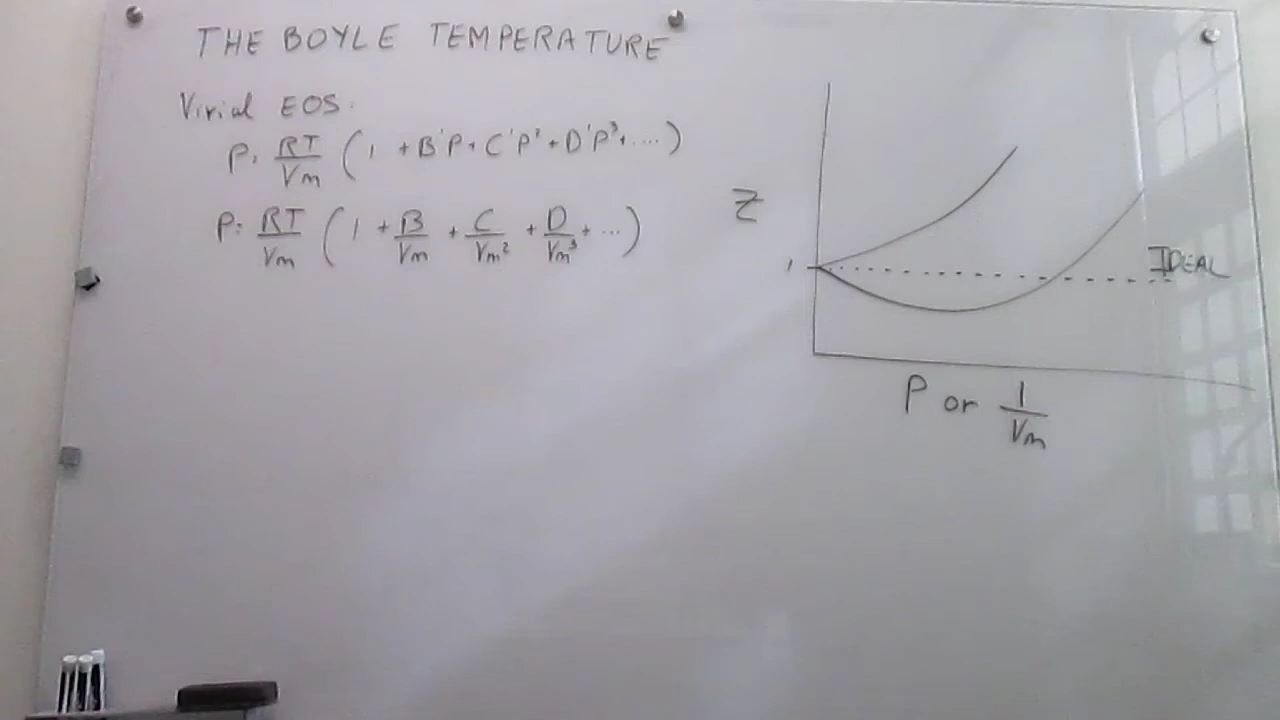 THE BOYLE TEMPERATURE
Virial EOS.
P = RT/Vm (1 + B'P + C'P² + D'P³ + ....)
P = RT/Vm (1 + B/Vm + C/Vm² + D/Vm³ + ...)
Z
1
IDEAL
P or 1/Vm